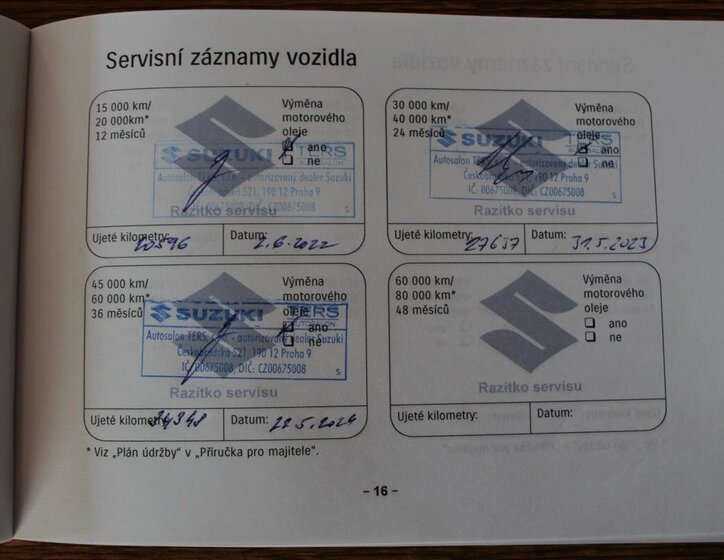 Servisní záznamy vozidla
15 000 km/
20 000km*
12 měsíců
Výměna
motorového
oleje
ano
ne
SUZUKI TERS
AUTOSALON
Autosalon TERS, s.r.o. - autorizovaný dealer Suzuki
Českobrodská 521, 190 12 Praha 9
IČ: 00675008, DIČ: CZ00675008 s
Razítko servisu
Ujeté kilometry: 20596
Datum: 2.6.2022
30 000 km/
40 000 km*
24 měsíců
Výměna
motorového
oleje
ano
ne
SUZUKI TERS
AUTOSALON
Autosalon TERS, s.r.o. - autorizovaný dealer Suzuki
Českobrodská 521, 190 12 Praha 9
IČ: 00675008, DIČ: CZ00675008 s
Razítko servisu
Ujeté kilometry: 27637
Datum: 31.5.2023
45 000 km/
60 000 km*
36 měsíců
Výměna
motorového
oleje
ano
ne
SUZUKI TERS
AUTOSALON
Autosalon TERS, s.r.o. - autorizovaný dealer Suzuki
Českobrodská 521, 190 12 Praha 9
IČ: 00675008, DIČ: CZ00675008 s
Razítko servisu
Ujeté kilometry: 34348
Datum: 22.5.2024
60 000 km/
80 000 km*
48 měsíců
Výměna
motorového
oleje
ano
ne
Razítko servisu
Ujeté kilometry:
Datum:
* Viz „Plán údržby“ v „Příručka pro majitele“.
– 16 –